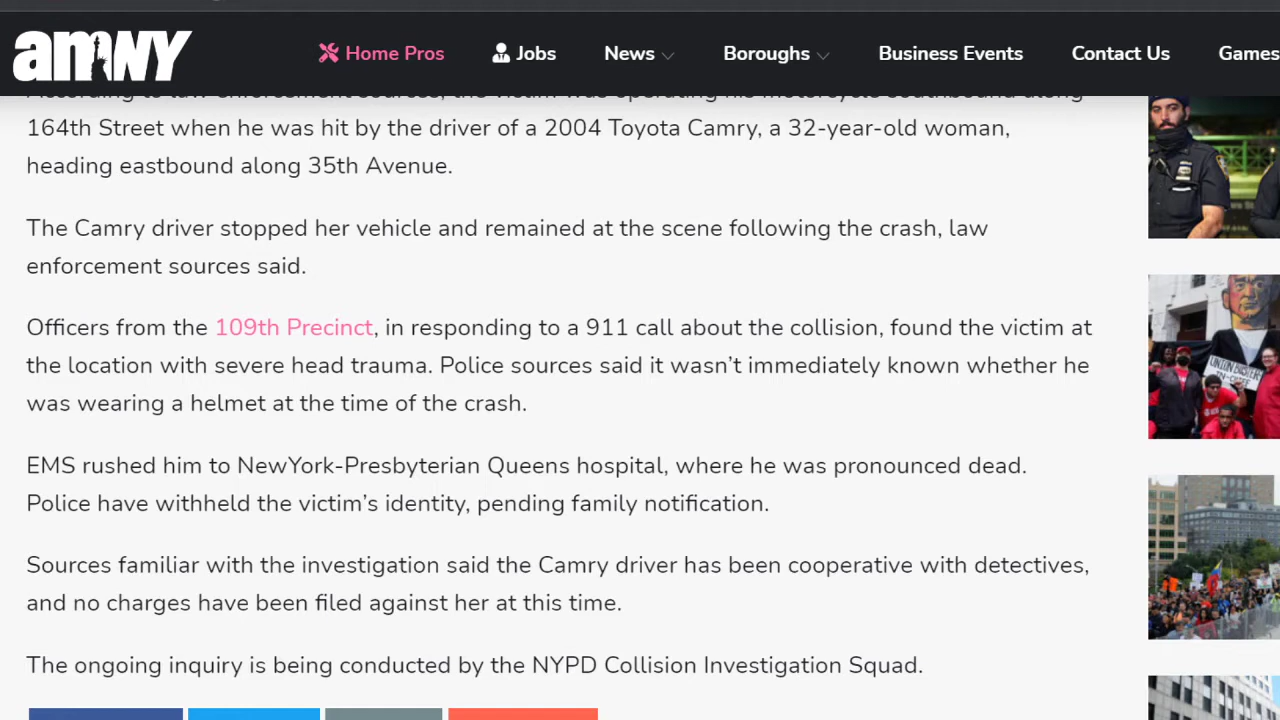 amNY
Home Pros
Jobs
News
Boroughs
Business Events
Contact Us
Games
According to law enforcement sources, the victim was operating his motorcycle southbound along
164th Street when he was hit by the driver of a 2004 Toyota Camry, a 32-year-old woman,
heading eastbound along 35th Avenue.
The Camry driver stopped her vehicle and remained at the scene following the crash, law
enforcement sources said.
Officers from the 109th Precinct, in responding to a 911 call about the collision, found the victim at
the location with severe head trauma. Police sources said it wasn’t immediately known whether he
was wearing a helmet at the time of the crash.
EMS rushed him to NewYork-Presbyterian Queens hospital, where he was pronounced dead.
Police have withheld the victim’s identity, pending family notification.
Sources familiar with the investigation said the Camry driver has been cooperative with detectives,
and no charges have been filed against her at this time.
The ongoing inquiry is being conducted by the NYPD Collision Investigation Squad.
UNION BUSTER